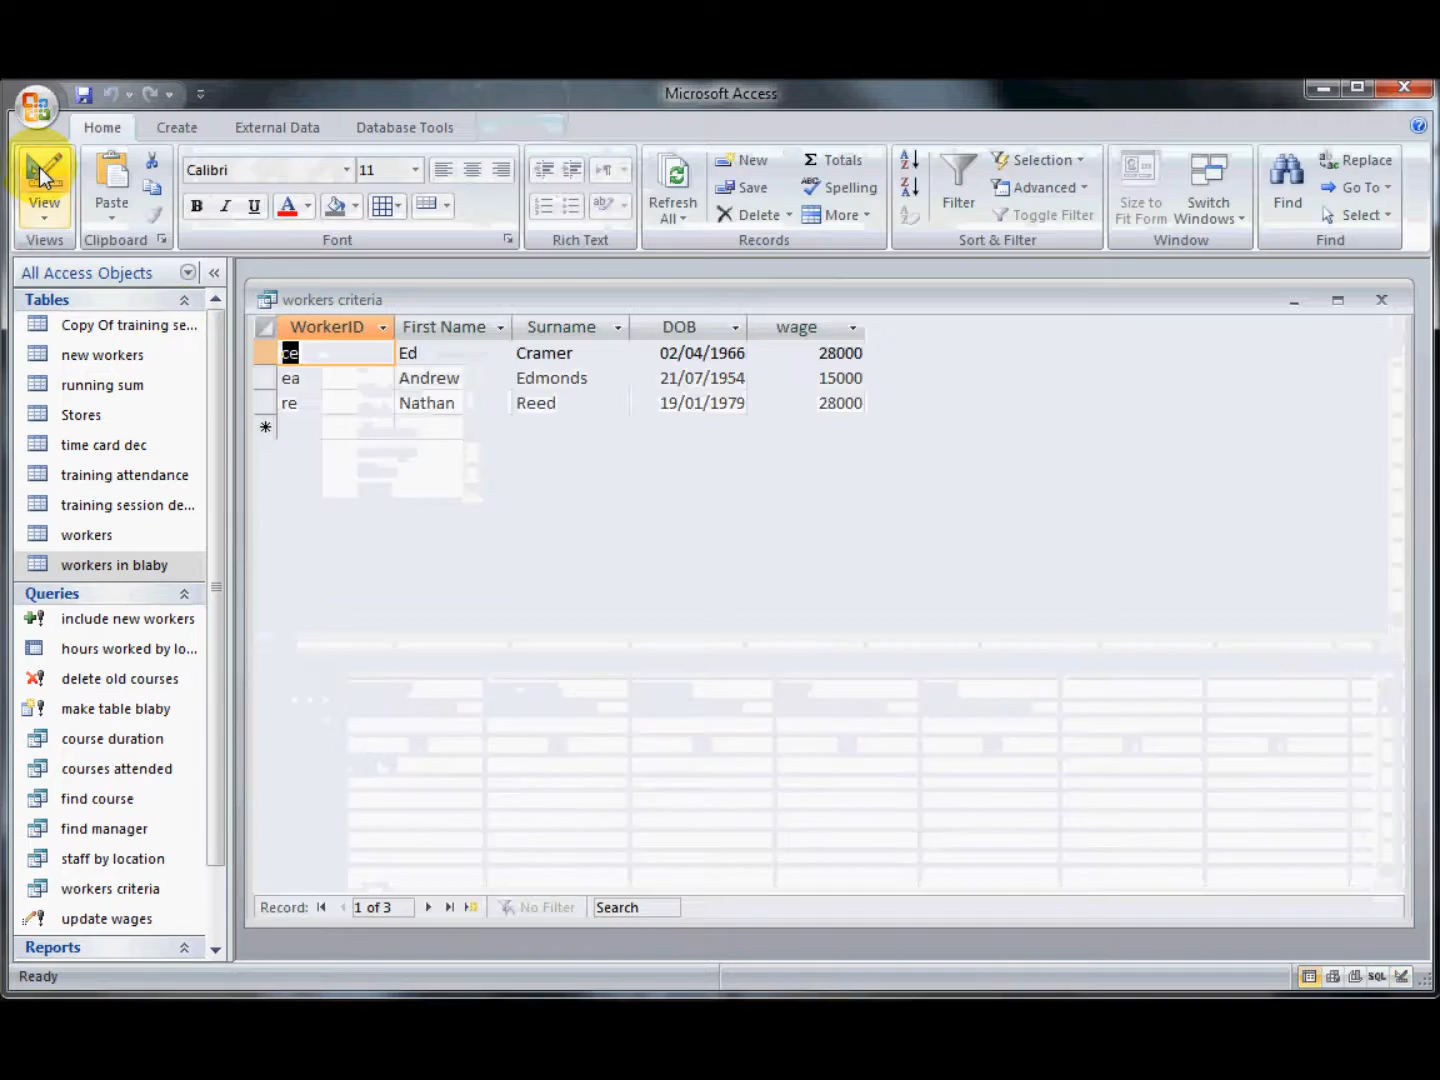 Microsoft Access
Home Create External Data Database Tools
View
Views
Paste
Clipboard
Calibri 11
B I U A
Font
Rich Text
Refresh All
New
Save
Delete
Totals
Spelling
More
Records
Filter
Selection
Advanced
Toggle Filter
Sort & Filter
Size to Fit Form
Switch Windows
Window
Find
Replace
Go To
Select
Find
All Access Objects
Tables
Copy Of training se...
new workers
running sum
Stores
time card dec
training attendance
training session de...
workers
workers in blaby
Queries
include new workers
hours worked by lo...
delete old courses
make table blaby
course duration
courses attended
find course
find manager
staff by location
workers criteria
update wages
Reports
workers criteria
WorkerID First Name Surname DOB wage
ce Ed Cramer 02/04/1966 28000
ea Andrew Edmonds 21/07/1954 15000
re Nathan Reed 19/01/1979 28000
Record: 1 of 3 No Filter Search
Ready
SQL